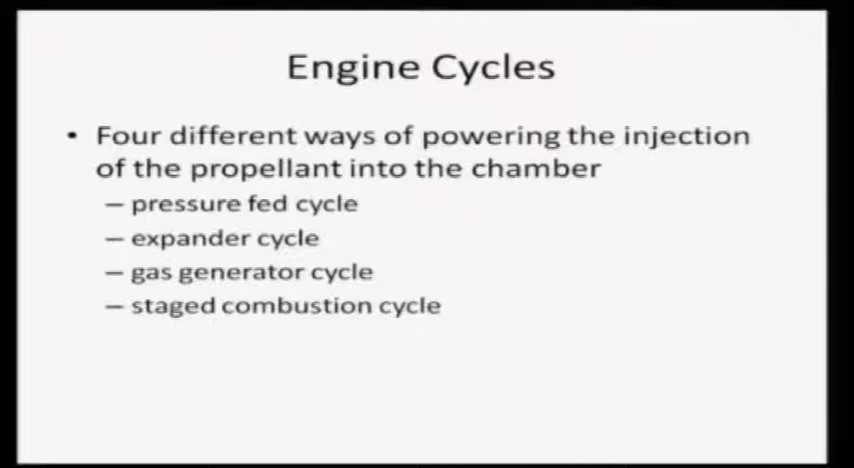 Engine Cycles
• Four different ways of powering the injection
of the propellant into the chamber
– pressure fed cycle
– expander cycle
– gas generator cycle
– staged combustion cycle